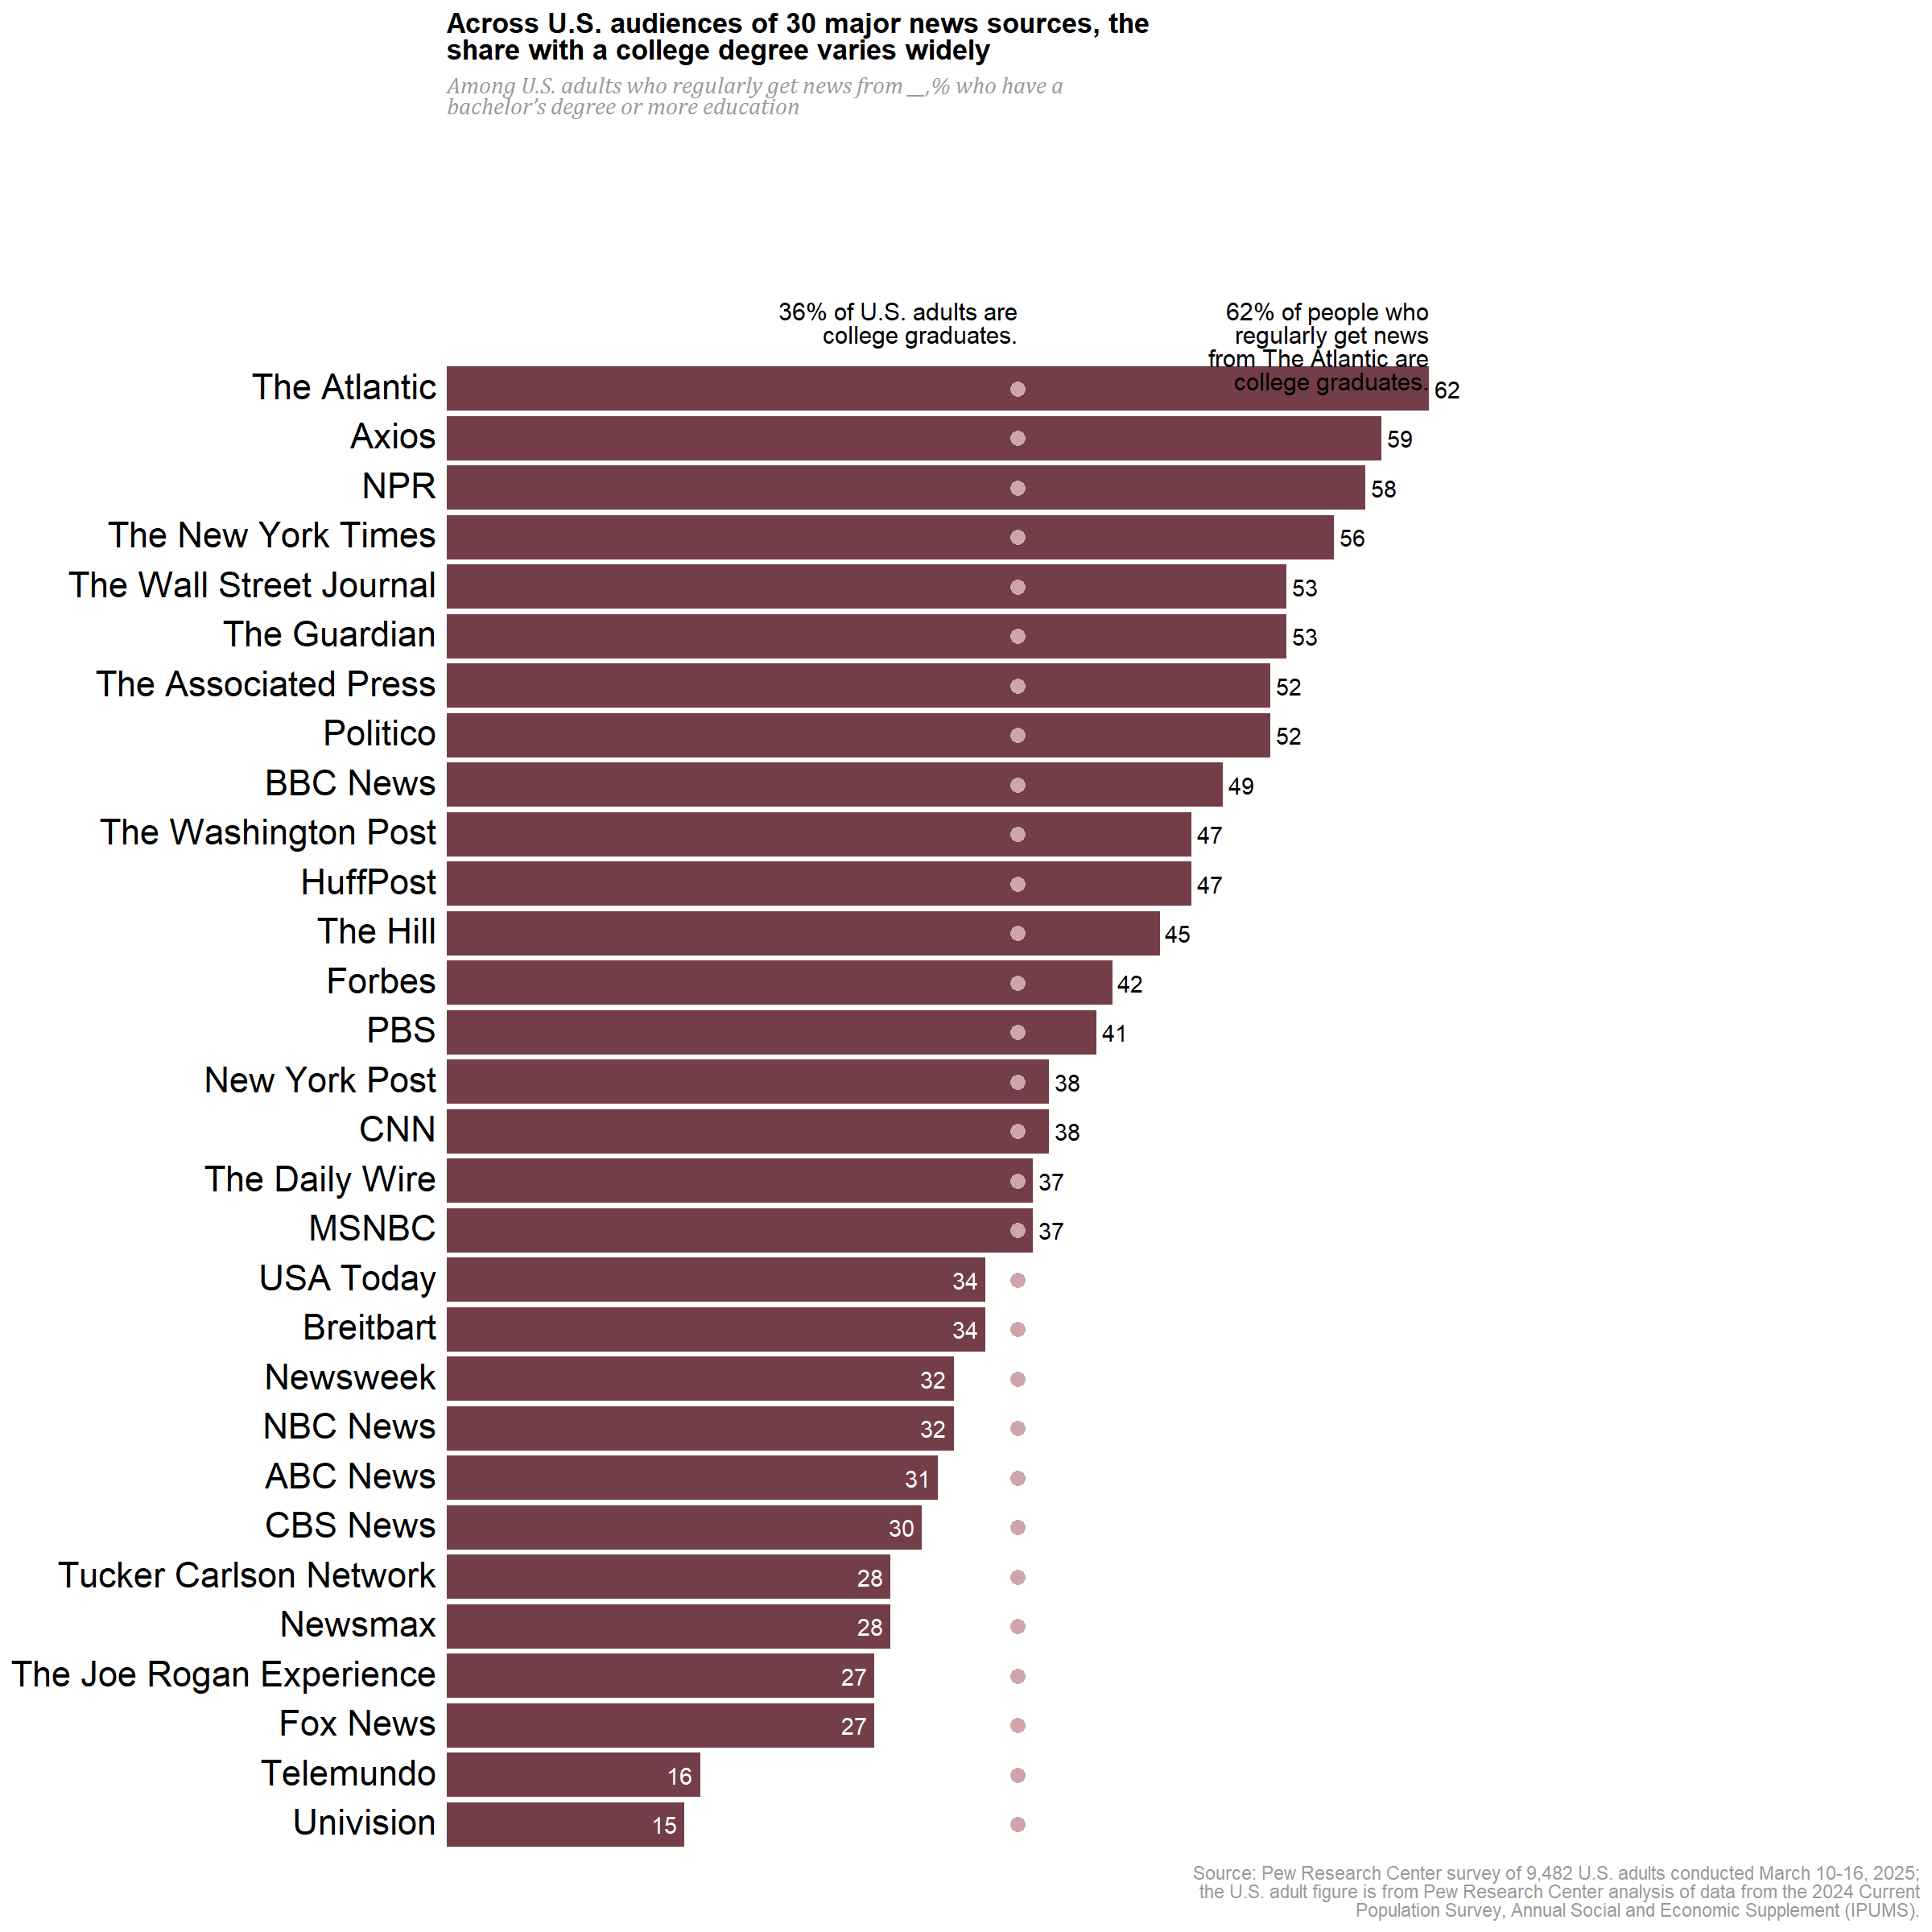 Across U.S. audiences of 30 major news sources, the
share with a college degree varies widely
Among U.S. adults who regularly get news from __,% who have a
bachelor’s degree or more education
36% of U.S. adults are
college graduates.
62% of people who
regularly get news
from The Atlantic are
college graduates.
The Atlantic 62
Axios 59
NPR 58
The New York Times 56
The Wall Street Journal 53
The Guardian 53
The Associated Press 52
Politico 52
BBC News 49
The Washington Post 47
HuffPost 47
The Hill 45
Forbes 42
PBS 41
New York Post 38
CNN 38
The Daily Wire 37
MSNBC 37
USA Today 34
Breitbart 34
Newsweek 32
NBC News 32
ABC News 31
CBS News 30
Tucker Carlson Network 28
Newsmax 28
The Joe Rogan Experience 27
Fox News 27
Telemundo 16
Univision 15
Source: Pew Research Center survey of 9,482 U.S. adults conducted March 10-16, 2025;
the U.S. adult figure is from Pew Research Center analysis of data from the 2024 Current
Population Survey, Annual Social and Economic Supplement (IPUMS).